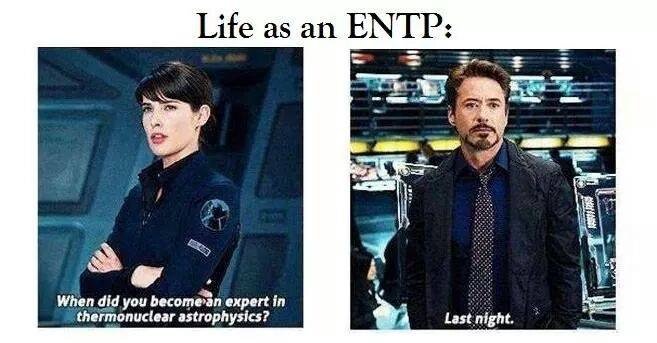 Life as an ENTP:
When did you become an expert in
thermonuclear astrophysics?
Last night.